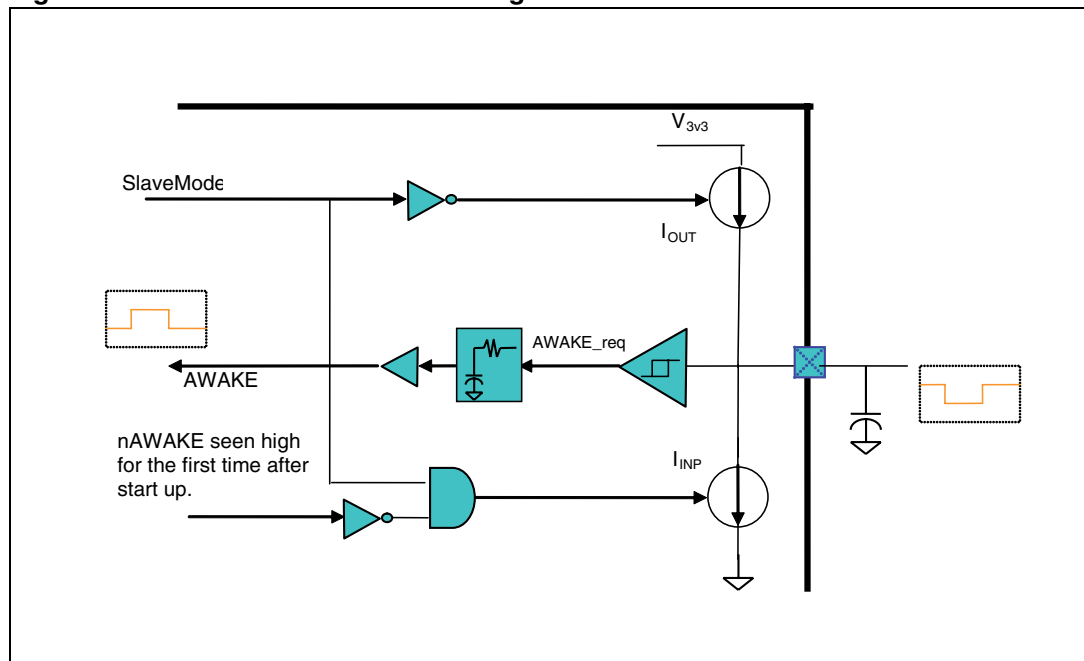 V3v3
SlaveMode
IOUT
AWAKE_req
AWAKE
nAWAKE seen high
for the first time after
start up.
IINP